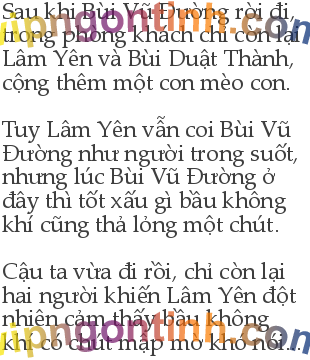 Sau khi Bùi Vũ Đường rời đi,
trong phòng khách chỉ còn lại
Lâm Yên và Bùi Duật Thành,
cộng thêm một con mèo con.
Tuy Lâm Yên vẫn coi Bùi Vũ
Đường như người trong suốt,
nhưng lúc Bùi Vũ Đường ở
đây thì tốt xấu gì bầu không
khí cũng thả lỏng một chút.
Cậu ta vừa đi rồi, chỉ còn lại
hai người khiến Lâm Yên đột
nhiên cảm thấy bầu không
khí có chút mập mờ khó nói...